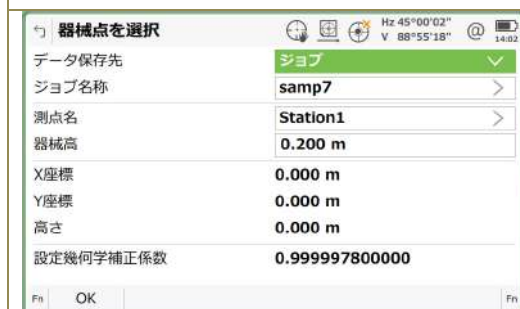 器械点を選択
Hz 45°00'02"
V 88°55'18"
@
14:02
データ保存先 ジョブ
ジョブ名称 samp7
測点名 Station1
器械高 0.200 m
X座標 0.000 m
Y座標 0.000 m
高さ 0.000 m
設定幾何学補正係数 0.999997800000
Fn OK Fn